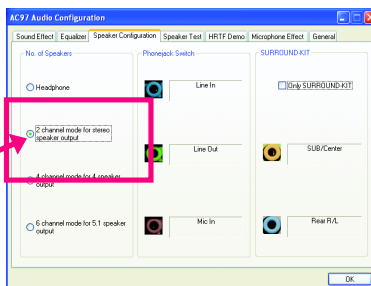 AC97 Audio Configuration
Sound Effect Equalizer Speaker Configuration Speaker Test HRTF Demo Microphone Effect General
No. of Speakers
Headphone
2 channel mode for stereo
speaker output
4 channel mode for 4 speaker
output
6 channel mode for 5.1 speaker
output
Phonejack Switch
Line In
Line Out
Mic In
SURROUND-KIT
Only SURROUND-KIT
SUB/Center
Rear R/L
OK